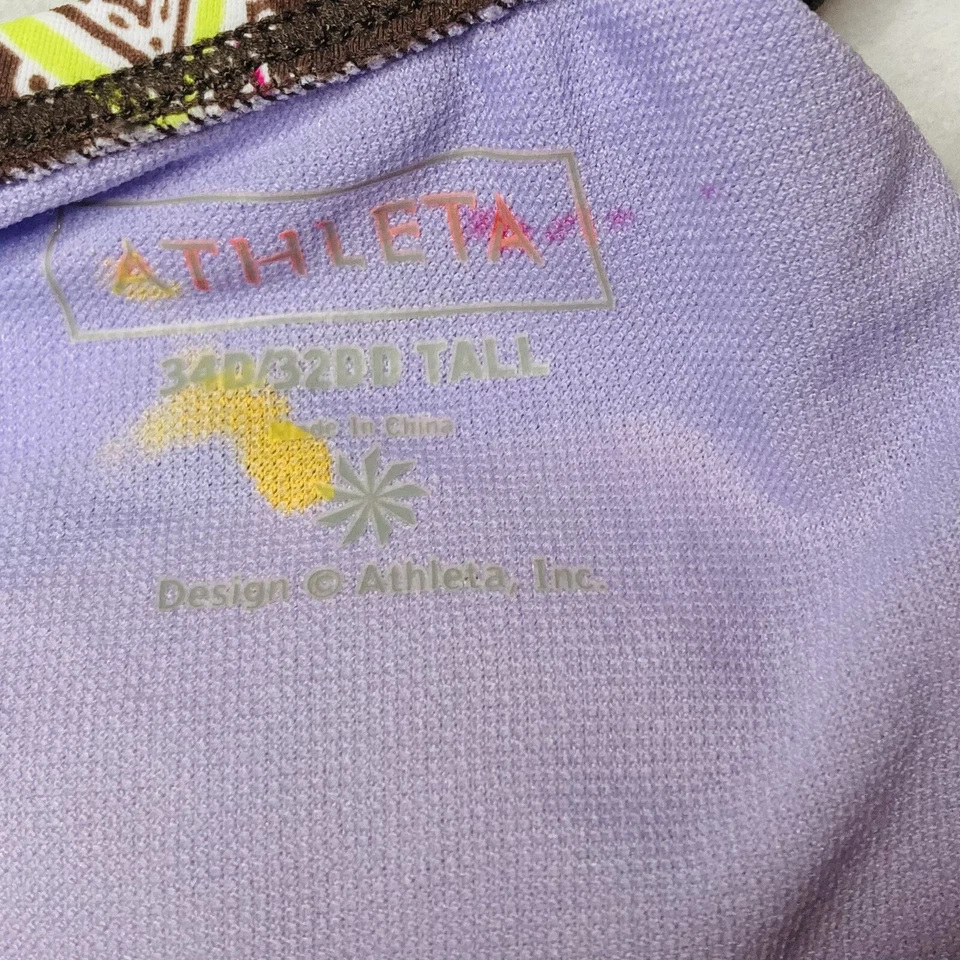 ATHLETA
34D/32DD TALL
Made In China
Design © Athleta, Inc.